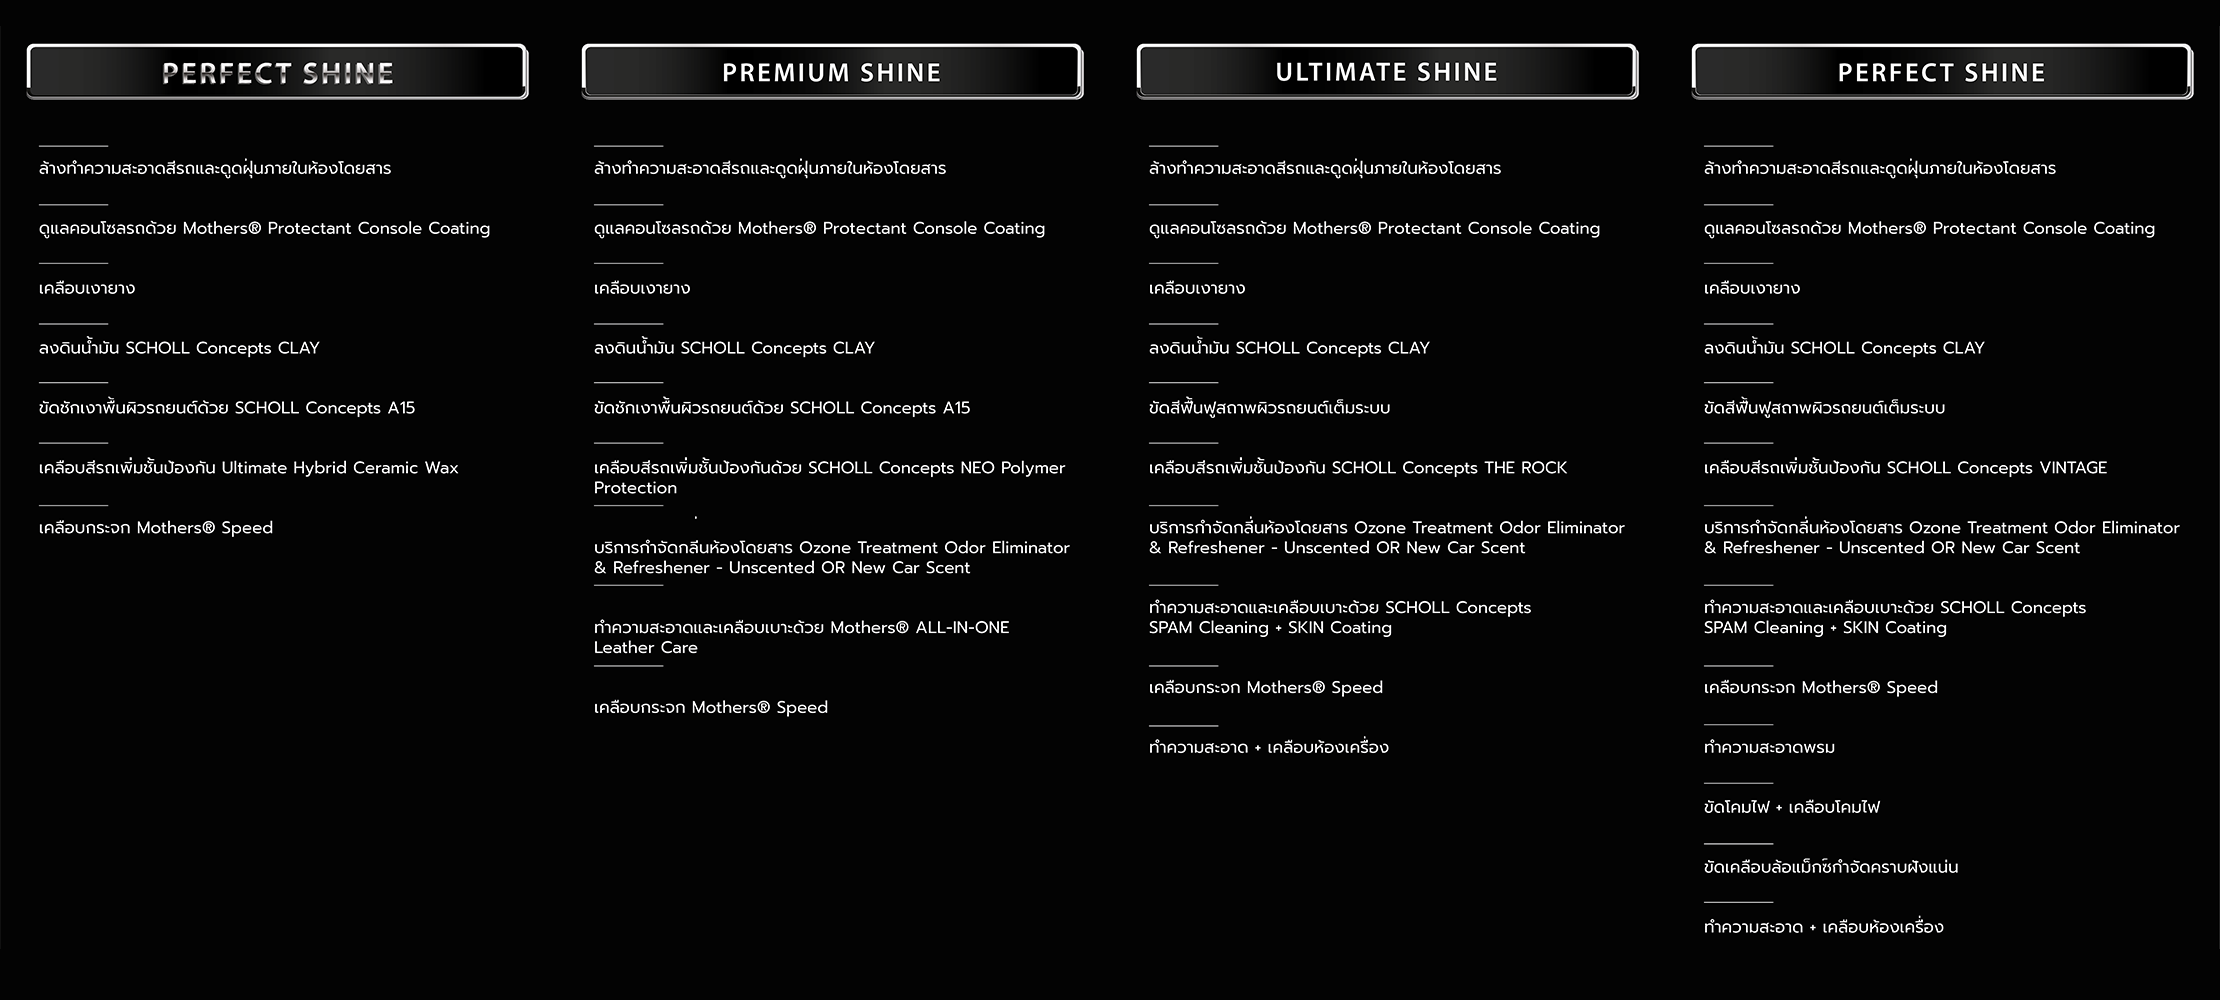 PERFECT SHINE
ล้างทำความสะอาดสีรถและดูดฝุ่นภายในห้องโดยสาร
ดูแลคอนโซลรถด้วย Mothers® Protectant Console Coating
เคลือบเงายาง
ลงดินน้ำมัน SCHOLL Concepts CLAY
ขัดชักเงาพื้นผิวรถยนต์ด้วย SCHOLL Concepts A15
เคลือบสีรถเพิ่มชั้นป้องกัน Ultimate Hybrid Ceramic Wax
เคลือบกระจก Mothers® Speed
PREMIUM SHINE
ล้างทำความสะอาดสีรถและดูดฝุ่นภายในห้องโดยสาร
ดูแลคอนโซลรถด้วย Mothers® Protectant Console Coating
เคลือบเงายาง
ลงดินน้ำมัน SCHOLL Concepts CLAY
ขัดชักเงาพื้นผิวรถยนต์ด้วย SCHOLL Concepts A15
เคลือบสีรถเพิ่มชั้นป้องกันด้วย SCHOLL Concepts NEO Polymer
Protection
บริการกำจัดกลิ่นห้องโดยสาร Ozone Treatment Odor Eliminator
& Refreshener - Unscented OR New Car Scent
ทำความสะอาดและเคลือบเบาะด้วย Mothers® ALL-IN-ONE
Leather Care
เคลือบกระจก Mothers® Speed
ULTIMATE SHINE
ล้างทำความสะอาดสีรถและดูดฝุ่นภายในห้องโดยสาร
ดูแลคอนโซลรถด้วย Mothers® Protectant Console Coating
เคลือบเงายาง
ลงดินน้ำมัน SCHOLL Concepts CLAY
ขัดสีฟื้นฟูสภาพผิวรถยนต์เต็มระบบ
เคลือบสีรถเพิ่มชั้นป้องกัน SCHOLL Concepts THE ROCK
บริการกำจัดกลิ่นห้องโดยสาร Ozone Treatment Odor Eliminator
& Refreshener - Unscented OR New Car Scent
ทำความสะอาดและเคลือบเบาะด้วย SCHOLL Concepts
SPAM Cleaning + SKIN Coating
เคลือบกระจก Mothers® Speed
ทำความสะอาด + เคลือบห้องเครื่อง
PERFECT SHINE
ล้างทำความสะอาดสีรถและดูดฝุ่นภายในห้องโดยสาร
ดูแลคอนโซลรถด้วย Mothers® Protectant Console Coating
เคลือบเงายาง
ลงดินน้ำมัน SCHOLL Concepts CLAY
ขัดสีฟื้นฟูสภาพผิวรถยนต์เต็มระบบ
เคลือบสีรถเพิ่มชั้นป้องกัน SCHOLL Concepts VINTAGE
บริการกำจัดกลิ่นห้องโดยสาร Ozone Treatment Odor Eliminator
& Refreshener - Unscented OR New Car Scent
ทำความสะอาดและเคลือบเบาะด้วย SCHOLL Concepts
SPAM Cleaning + SKIN Coating
เคลือบกระจก Mothers® Speed
ทำความสะอาดพรม
ขัดโคมไฟ + เคลือบโคมไฟ
ขัดเคลือบล้อแม็กซ์กำจัดคราบฝังแน่น
ทำความสะอาด + เคลือบห้องเครื่อง